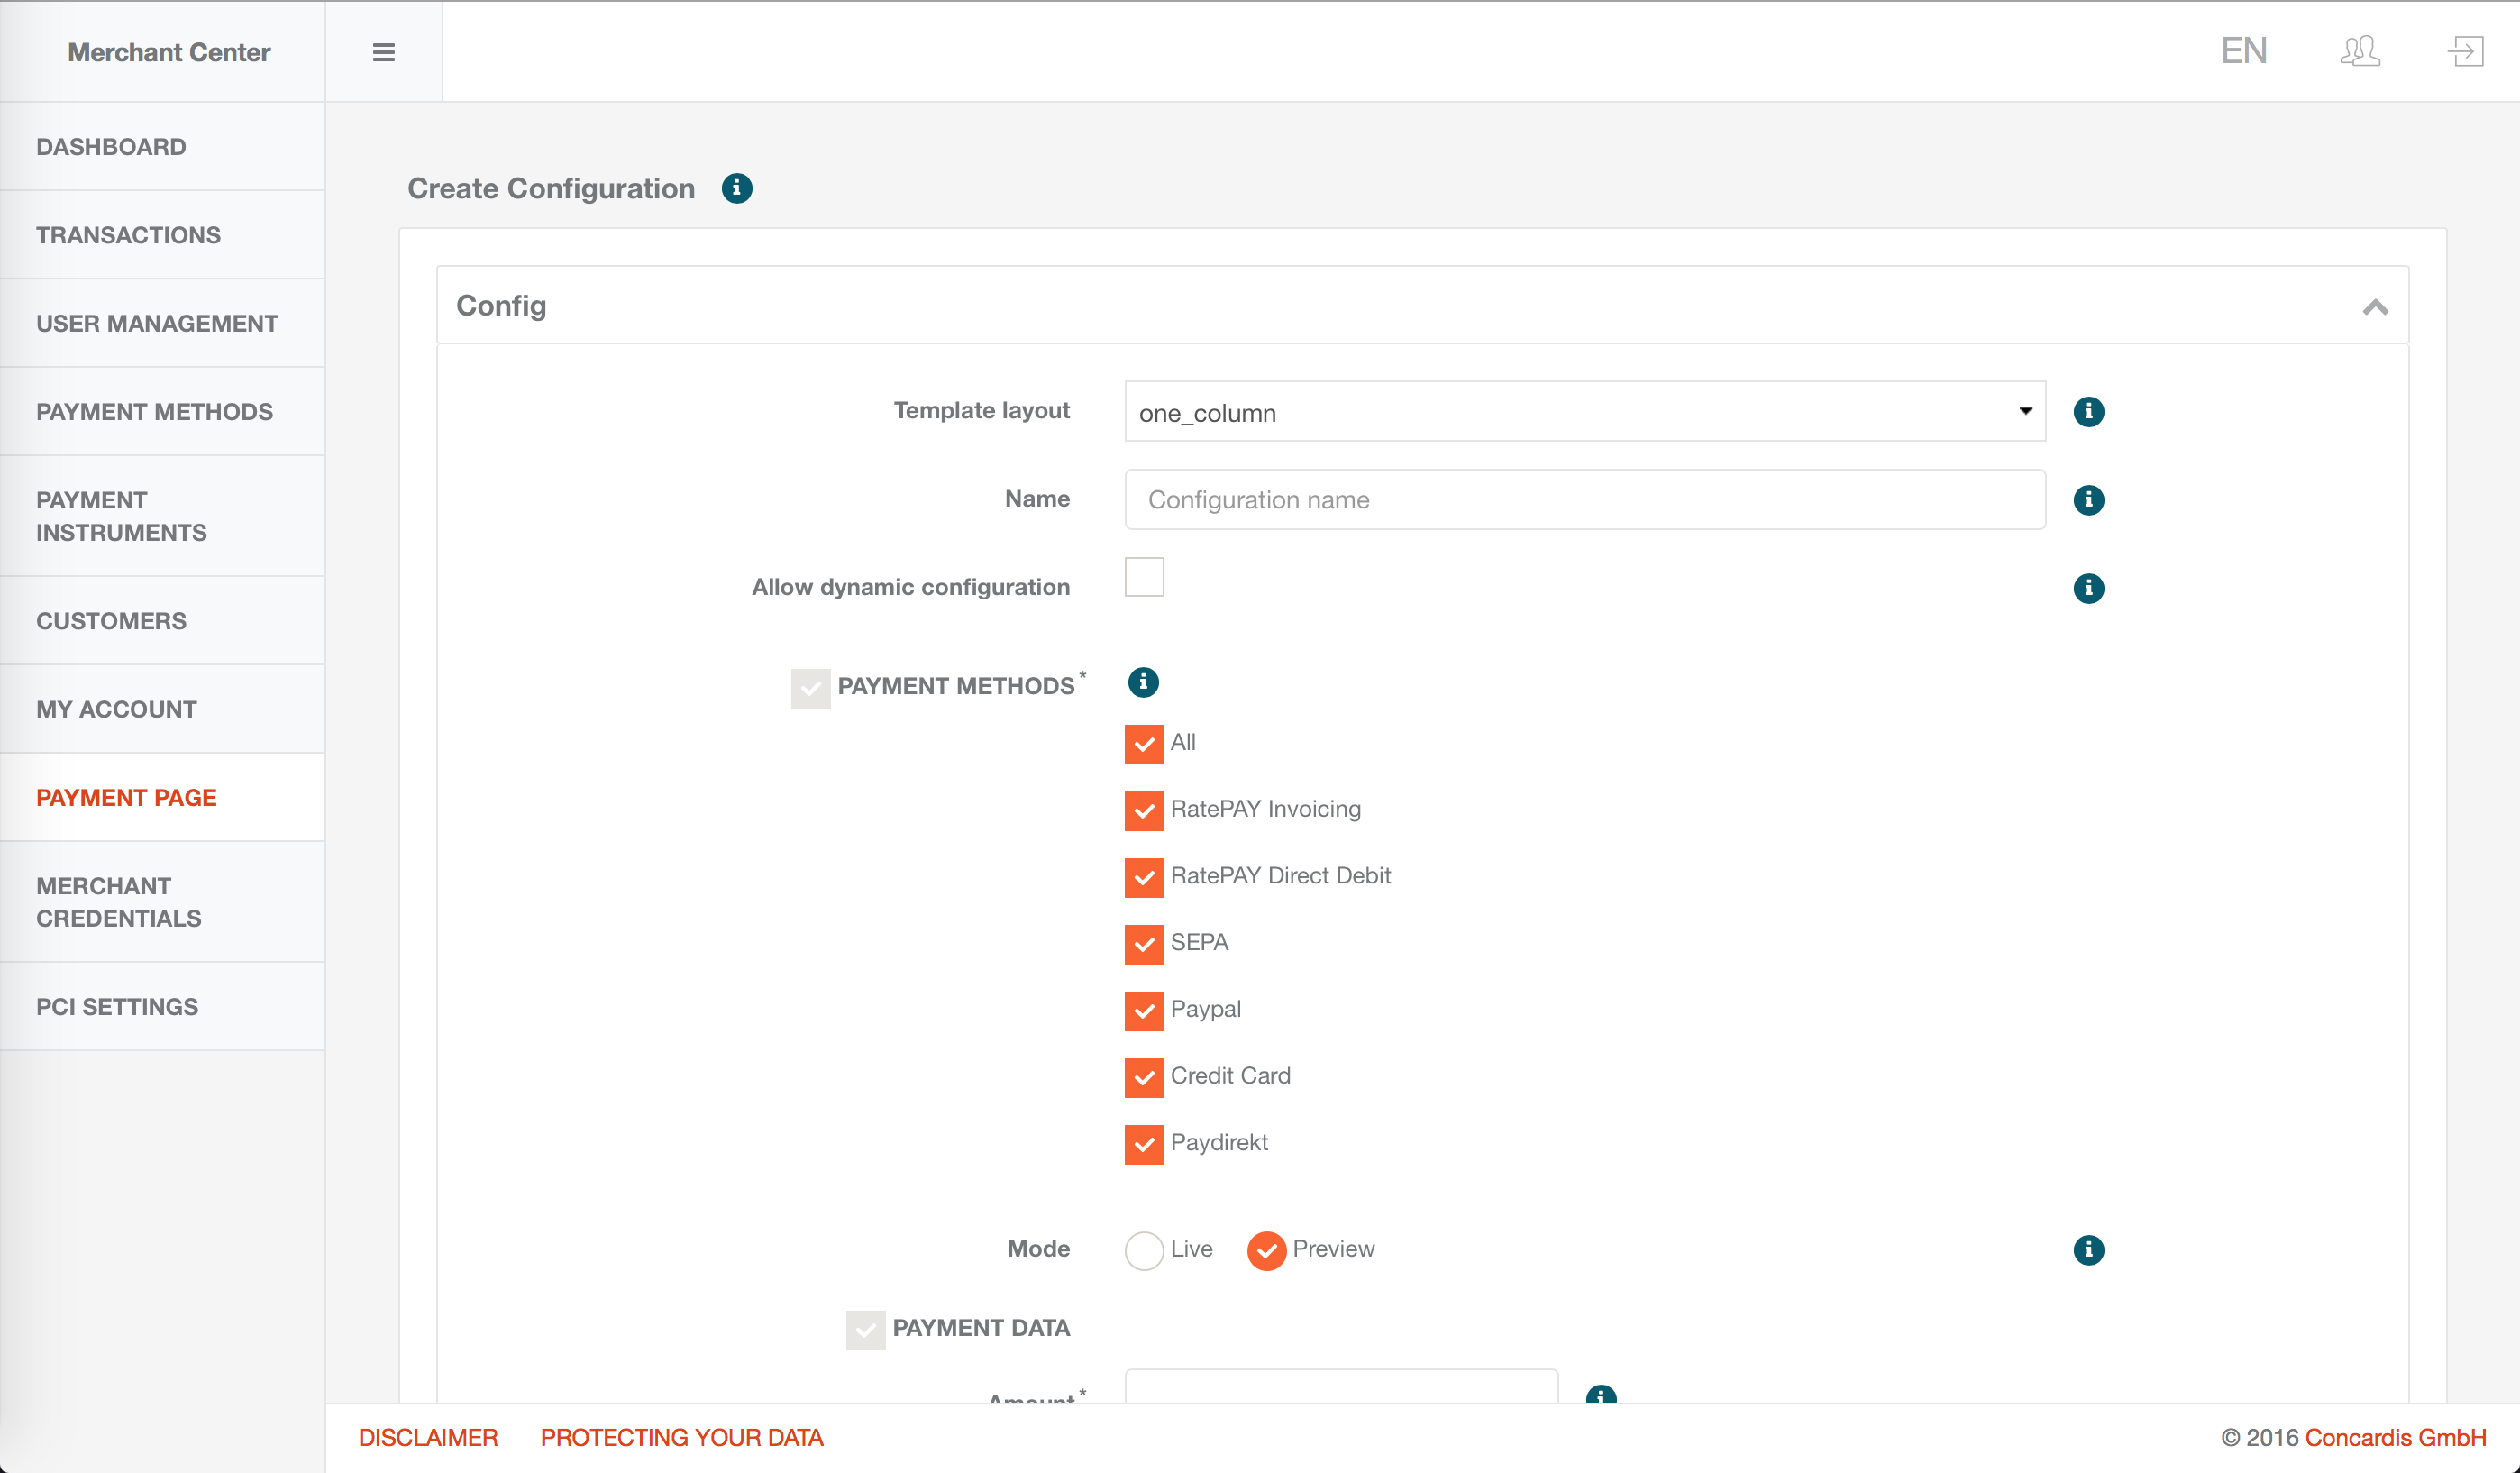 Merchant Center
EN
DASHBOARD
TRANSACTIONS
USER MANAGEMENT
PAYMENT METHODS
PAYMENT
INSTRUMENTS
CUSTOMERS
MY ACCOUNT
PAYMENT PAGE
MERCHANT
CREDENTIALS
PCI SETTINGS
Create Configuration
Config
Template layout
one_column
Name
Configuration name
Allow dynamic configuration
PAYMENT METHODS*
All
RatePAY Invoicing
RatePAY Direct Debit
SEPA
Paypal
Credit Card
Paydirekt
Mode
Live
Preview
PAYMENT DATA
Amount*
DISCLAIMER
PROTECTING YOUR DATA
© 2016 Concardis GmbH